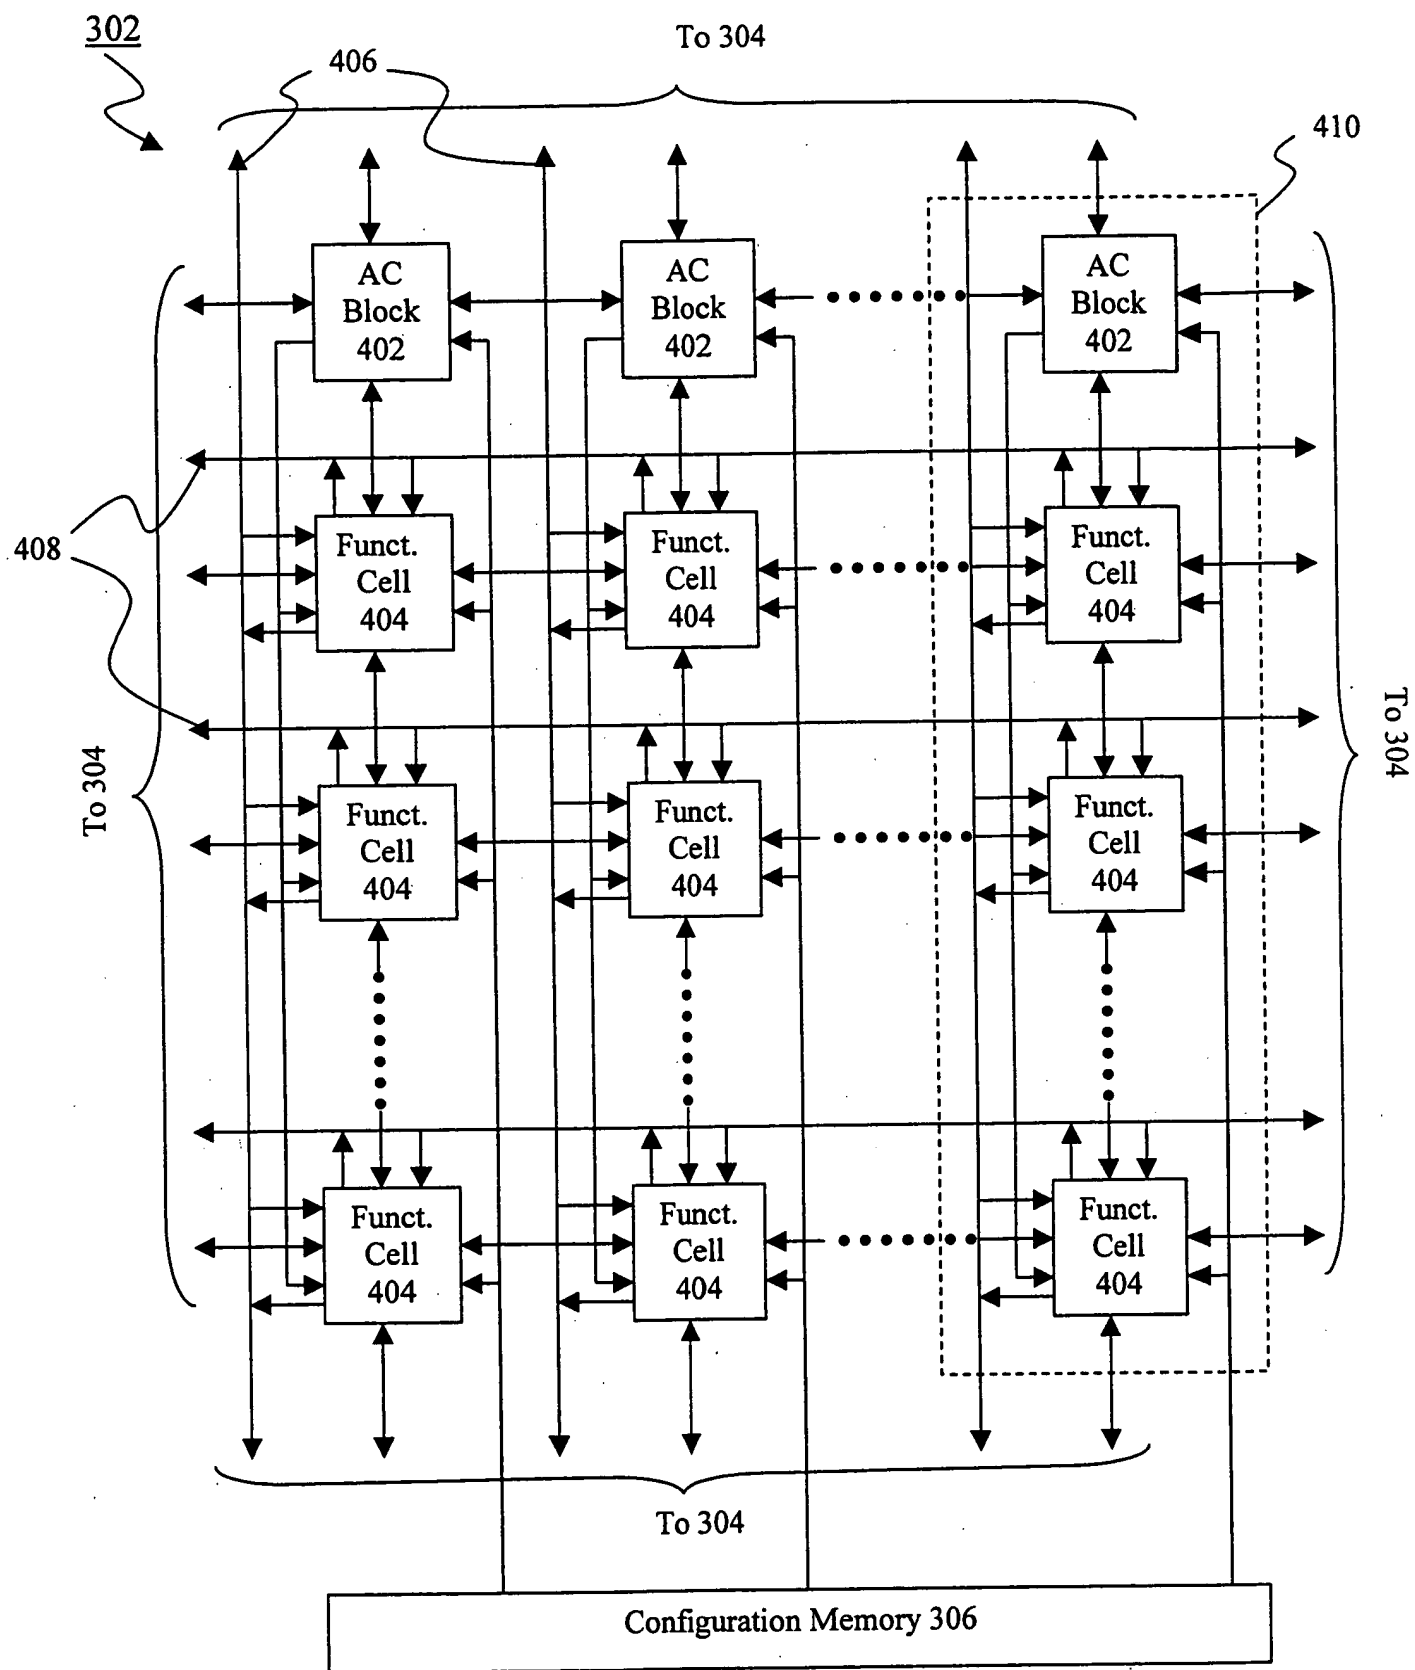 302
To 304
406
410
AC
Block
402
AC
Block
402
AC
Block
402
408
Funct.
Cell
404
Funct.
Cell
404
Funct.
Cell
404
To 304
To 304
Funct.
Cell
404
Funct.
Cell
404
Funct.
Cell
404
Funct.
Cell
404
Funct.
Cell
404
Funct.
Cell
404
To 304
Configuration Memory 306